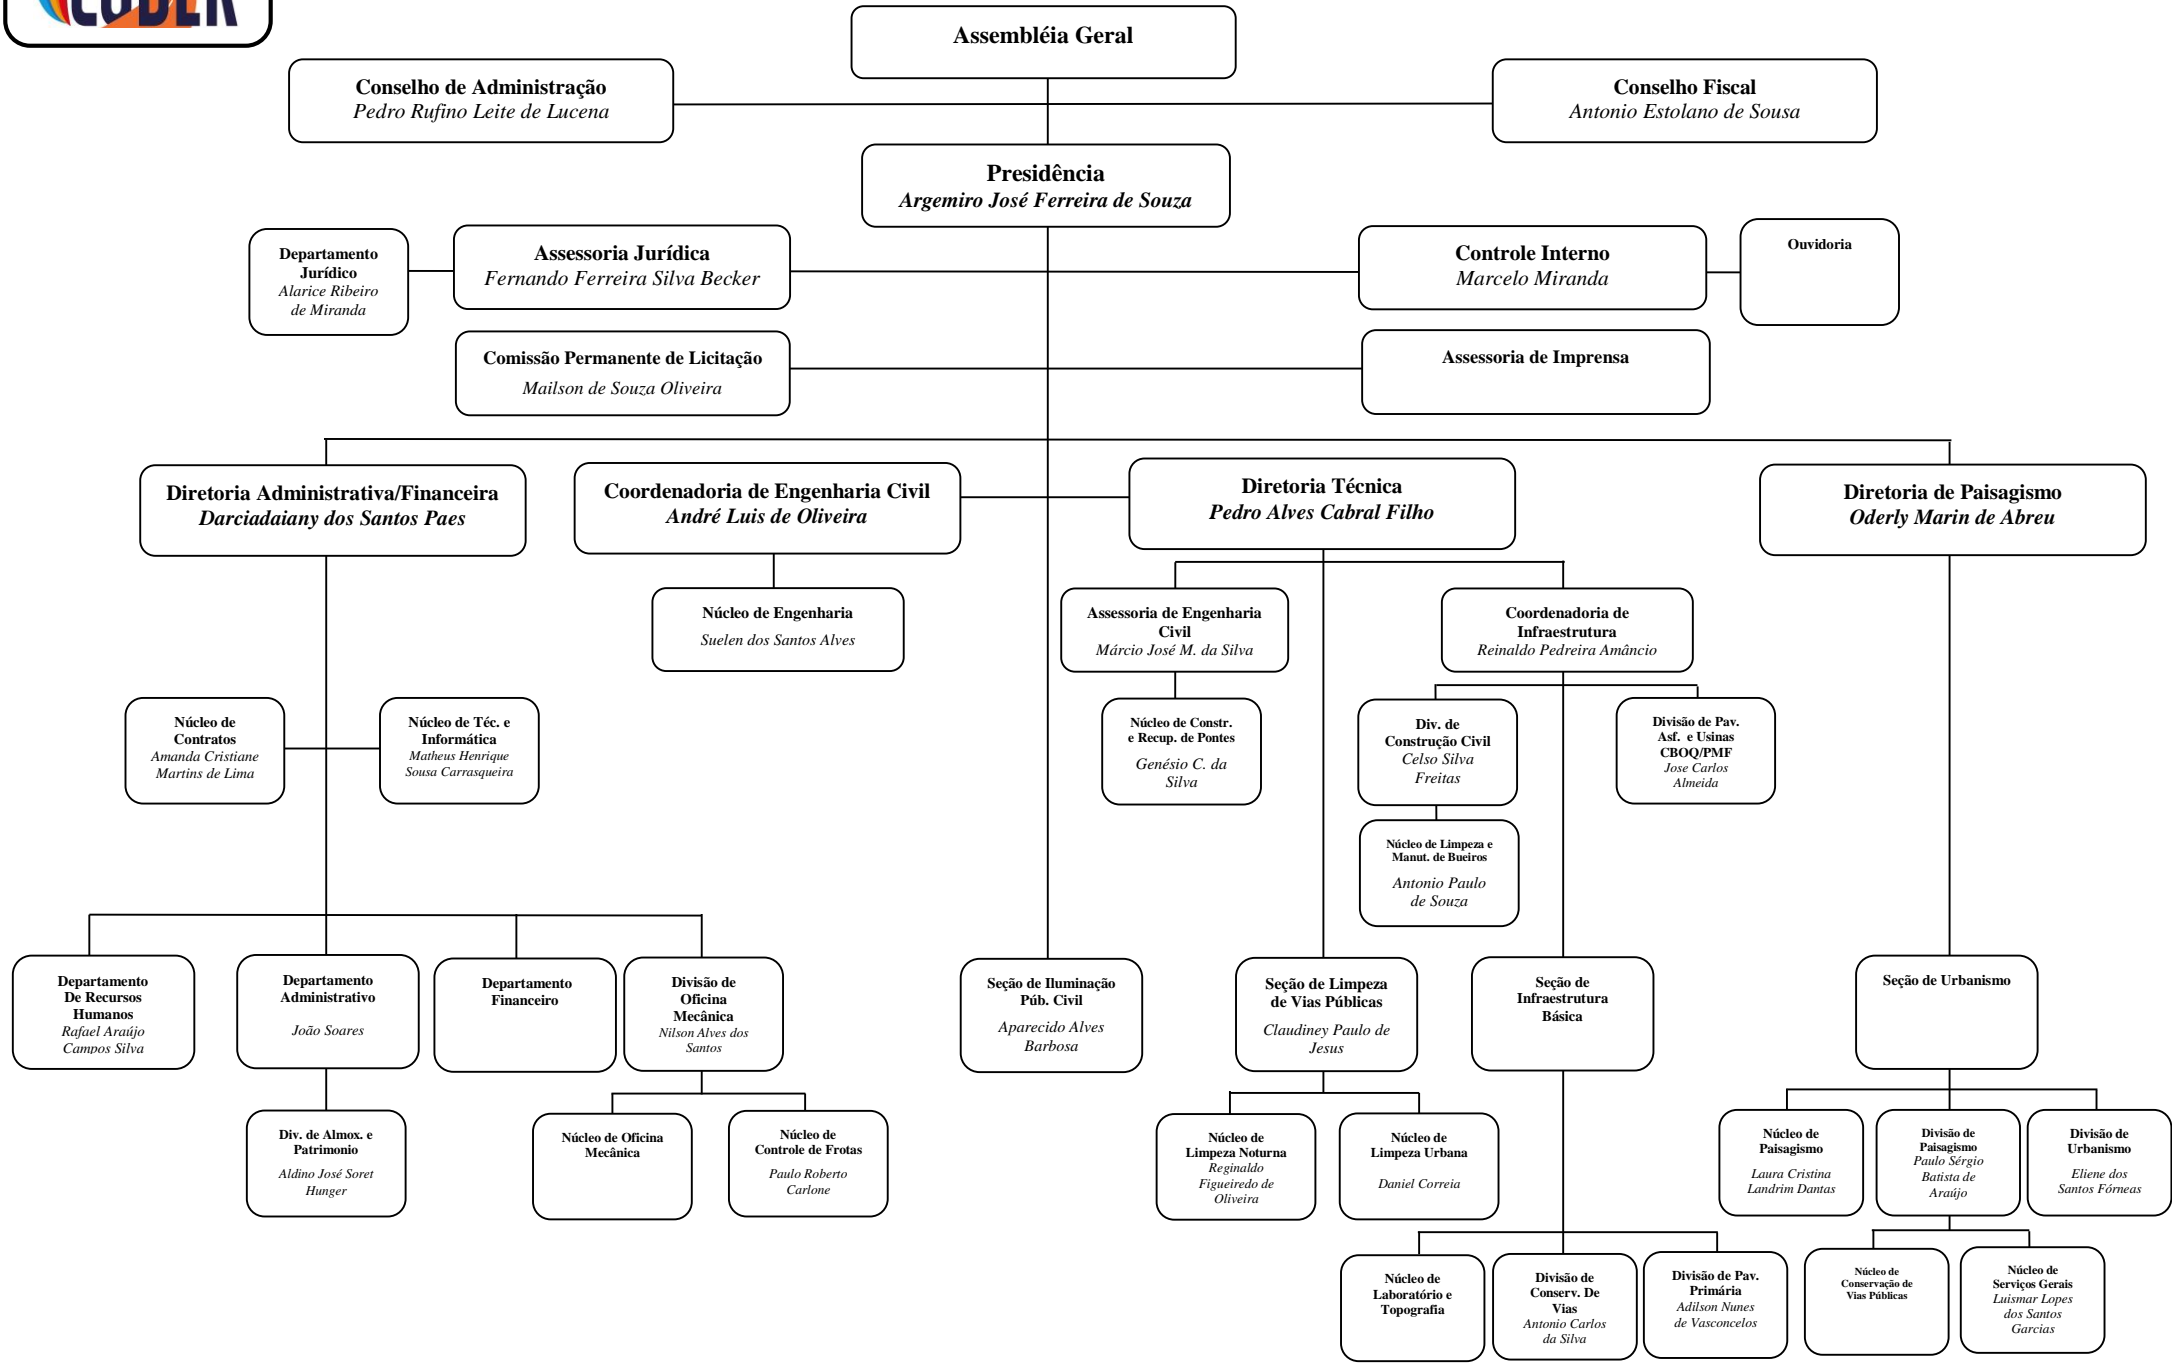 CODER
Assembléia Geral
Conselho de Administração
Pedro Rufino Leite de Lucena
Conselho Fiscal
Antonio Estolano de Sousa
Presidência
Argemiro José Ferreira de Souza
Departamento
Jurídico
Alarice Ribeiro
de Miranda
Assessoria Jurídica
Fernando Ferreira Silva Becker
Controle Interno
Marcelo Miranda
Ouvidoria
Comissão Permanente de Licitação
Mailson de Souza Oliveira
Assessoria de Imprensa
Diretoria Administrativa/Financeira
Darciadaiany dos Santos Paes
Coordenadoria de Engenharia Civil
André Luis de Oliveira
Diretoria Técnica
Pedro Alves Cabral Filho
Diretoria de Paisagismo
Oderly Marin de Abreu
Núcleo de Engenharia
Suelen dos Santos Alves
Assessoria de Engenharia
Civil
Márcio José M. da Silva
Coordenadoria de
Infraestrutura
Reinaldo Pedreira Amâncio
Núcleo de
Contratos
Amanda Cristiane
Martins de Lima
Núcleo de Téc. e
Informática
Matheus Henrique
Sousa Carrasqueira
Núcleo de Constr.
e Recup. de Pontes
Genésio C. da
Silva
Div. de
Construção Civil
Celso Silva
Freitas
Divisão de Pav.
Asf. e Usinas
CBOQ/PMF
Jose Carlos
Almeida
Núcleo de Limpeza e
Manut. de Bueiros
Antonio Paulo
de Souza
Departamento
De Recursos
Humanos
Rafael Araújo
Campos Silva
Departamento
Administrativo
João Soares
Departamento
Financeiro
Divisão de
Oficina
Mecânica
Nilson Alves dos
Santos
Seção de Iluminação
Púb. Civil
Aparecido Alves
Barbosa
Seção de Limpeza
de Vias Públicas
Claudiney Paulo de
Jesus
Seção de
Infraestrutura
Básica
Seção de Urbanismo
Div. de Almox. e
Patrimonio
Aldino José Soret
Hunger
Núcleo de Oficina
Mecânica
Núcleo de
Controle de Frotas
Paulo Roberto
Carlone
Núcleo de
Limpeza Noturna
Reginaldo
Figueiredo de
Oliveira
Núcleo de
Limpeza Urbana
Daniel Correia
Núcleo de
Paisagismo
Laura Cristina
Landrim Dantas
Divisão de
Paisagismo
Paulo Sérgio
Batista de
Araújo
Divisão de
Urbanismo
Eliene dos
Santos Fórneas
Núcleo de
Laboratório e
Topografia
Divisão de
Conserv. De
Vias
Antonio Carlos
da Silva
Divisão de Pav.
Primária
Adilson Nunes
de Vasconcelos
Núcleo de
Conservação de
Vias Públicas
Núcleo de
Serviços Gerais
Luismar Lopes
dos Santos
Garcias